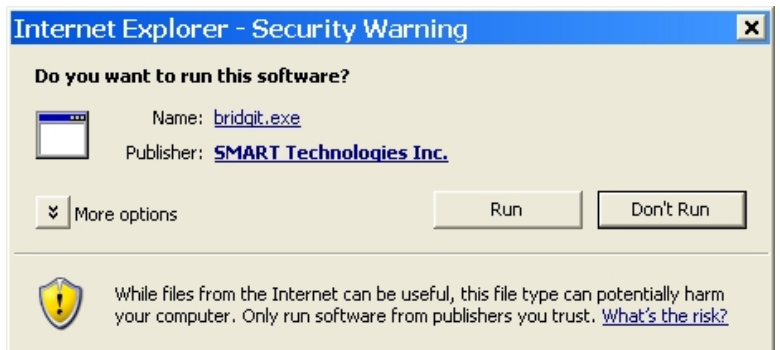 Internet Explorer - Security Warning
Do you want to run this software?
Name: bridgit.exe
Publisher: SMART Technologies Inc.
More options
Run
Don't Run
While files from the Internet can be useful, this file type can potentially harm
your computer. Only run software from publishers you trust. What's the risk?